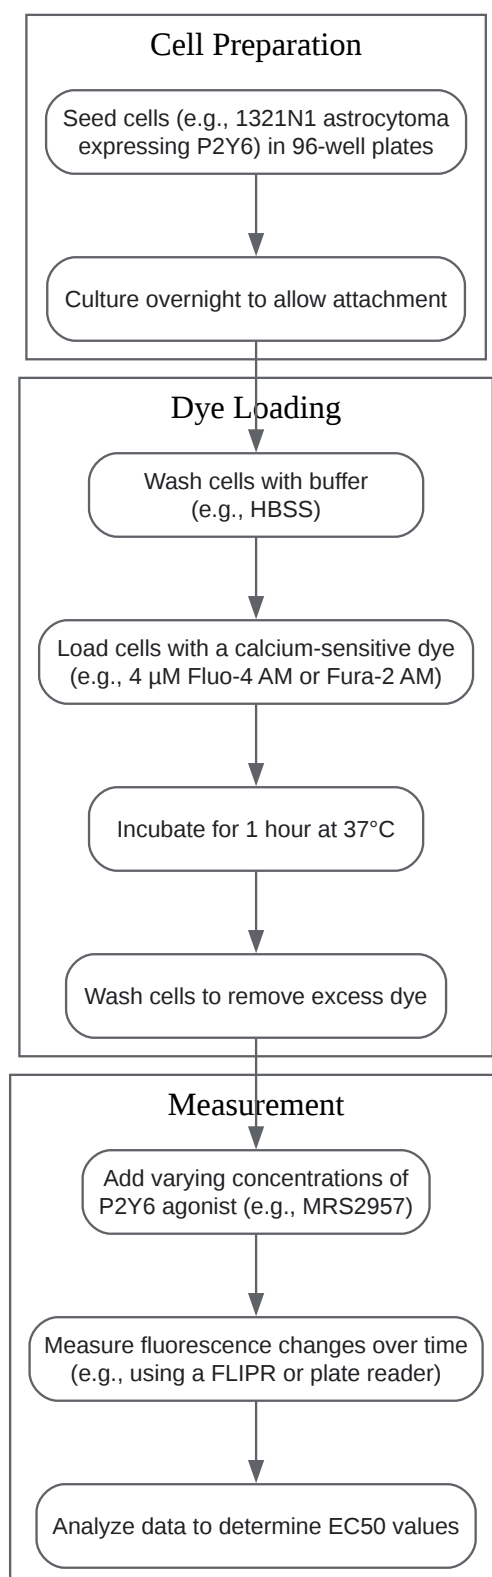 Cell Preparation
Seed cells (e.g., 1321N1 astrocytoma
expressing P2Y6) in 96-well plates
Culture overnight to allow attachment
Dye Loading
Wash cells with buffer
(e.g., HBSS)
Load cells with a calcium-sensitive dye
(e.g., 4 µM Fluo-4 AM or Fura-2 AM)
Incubate for 1 hour at 37°C
Wash cells to remove excess dye
Measurement
Add varying concentrations of
P2Y6 agonist (e.g., MRS2957)
Measure fluorescence changes over time
(e.g., using a FLIPR or plate reader)
Analyze data to determine EC50 values